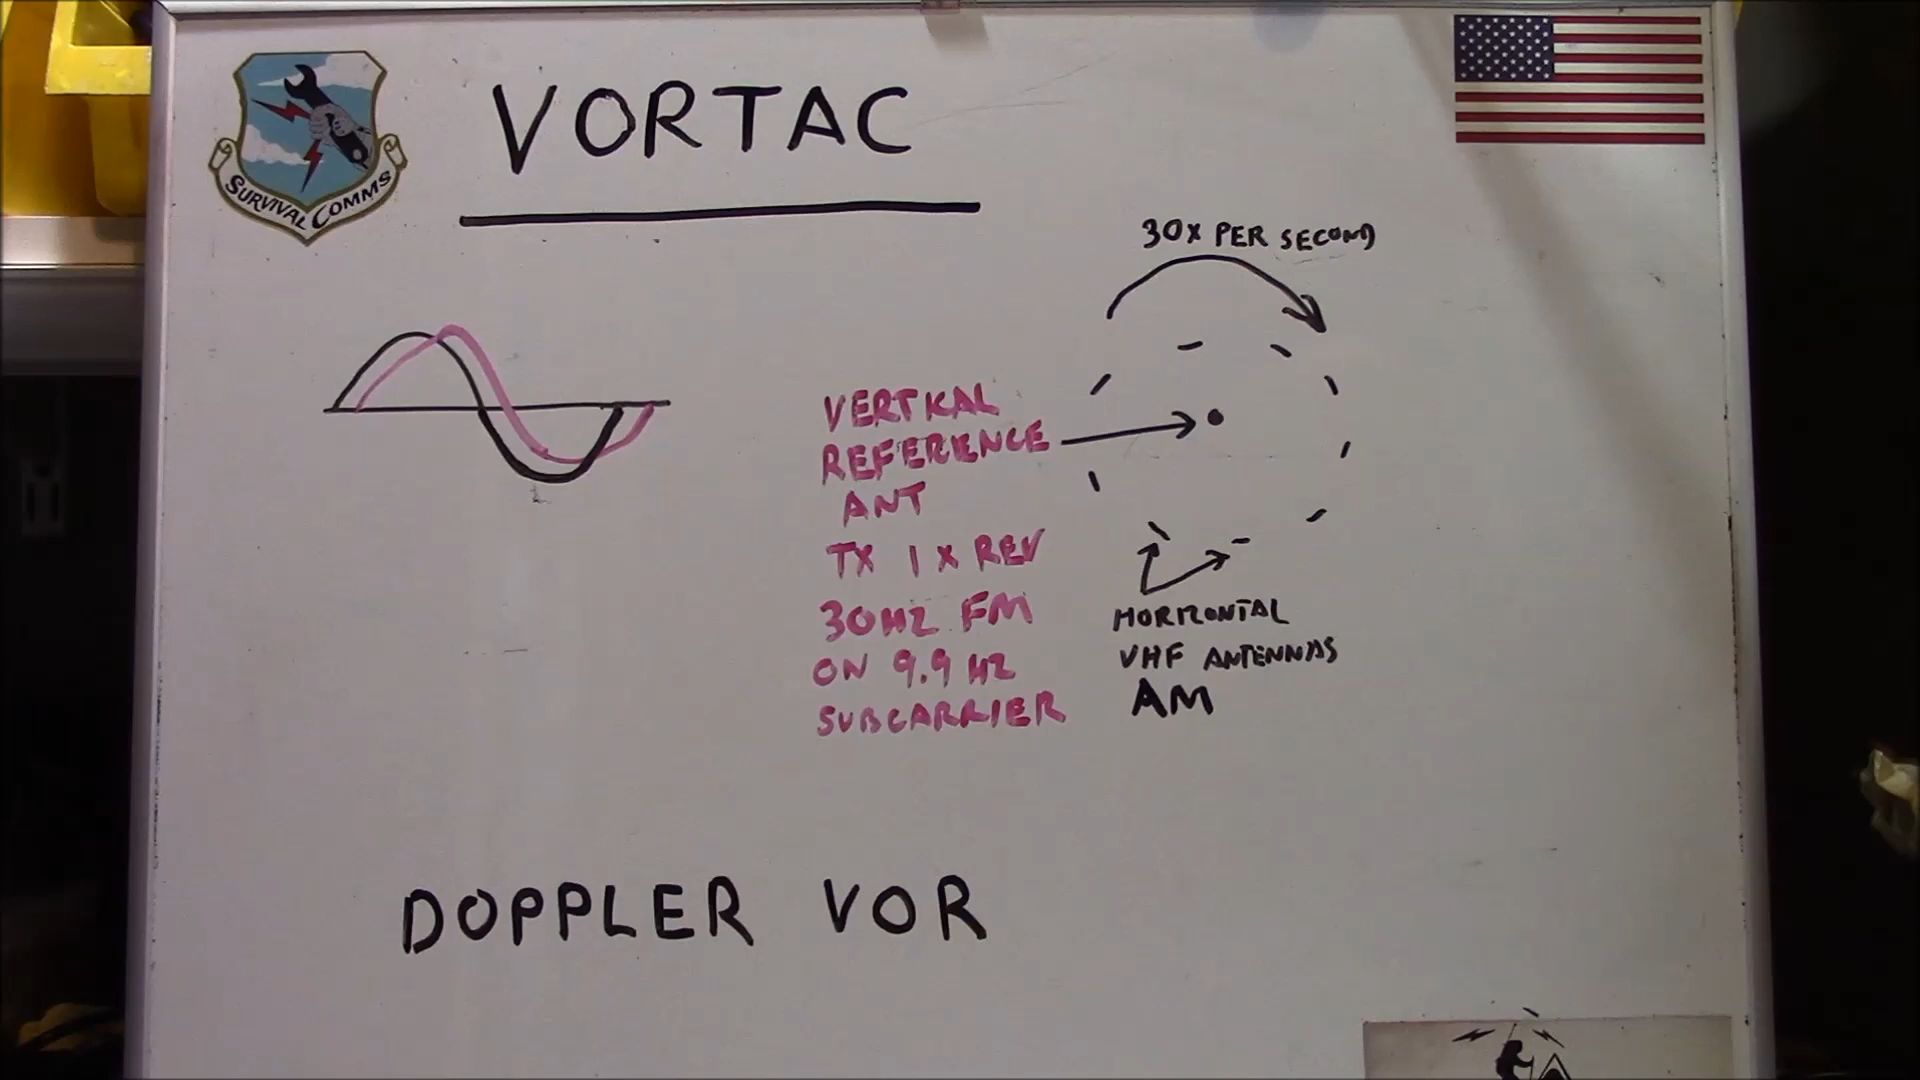 SURVIVAL COMMS
VORTAC
30X PER SECOND
VERTICAL
REFERENCE
ANT
TX 1 X REV
30HZ FM
ON 9.9 HZ
SUBCARRIER
HORIZONTAL
VHF ANTENNAS
AM
DOPPLER VOR